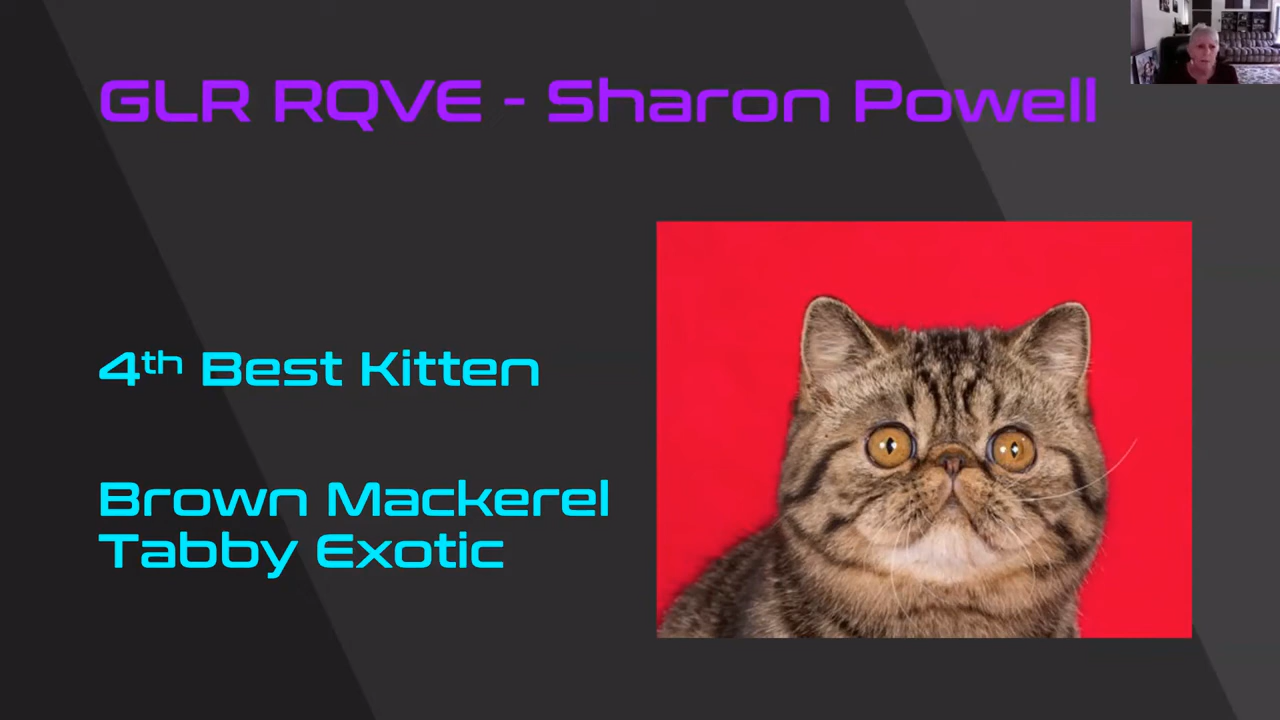 GLR RQVE - Sharon Powell
4th Best Kitten
Brown Mackerel
Tabby Exotic